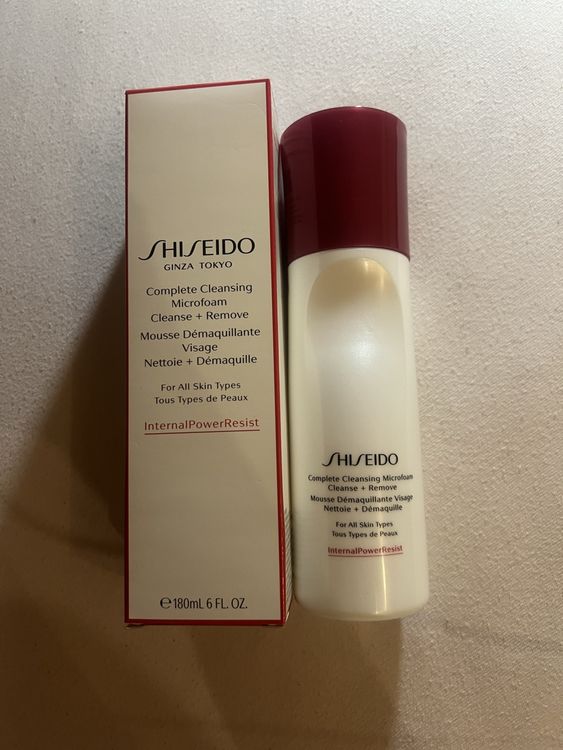 SHISEIDO
GINZA TOKYO
Complete Cleansing
Microfoam
Cleanse + Remove
Mousse Démaquillante
Visage
Nettoie + Démaquille
For All Skin Types
Tous Types de Peaux
InternalPowerResist
℮180mL 6 FL. OZ.
SHISEIDO
Complete Cleansing Microfoam
Cleanse + Remove
Mousse Démaquillante Visage
Nettoie + Démaquille
For All Skin Types
Tous Types de Peaux
InternalPowerResist